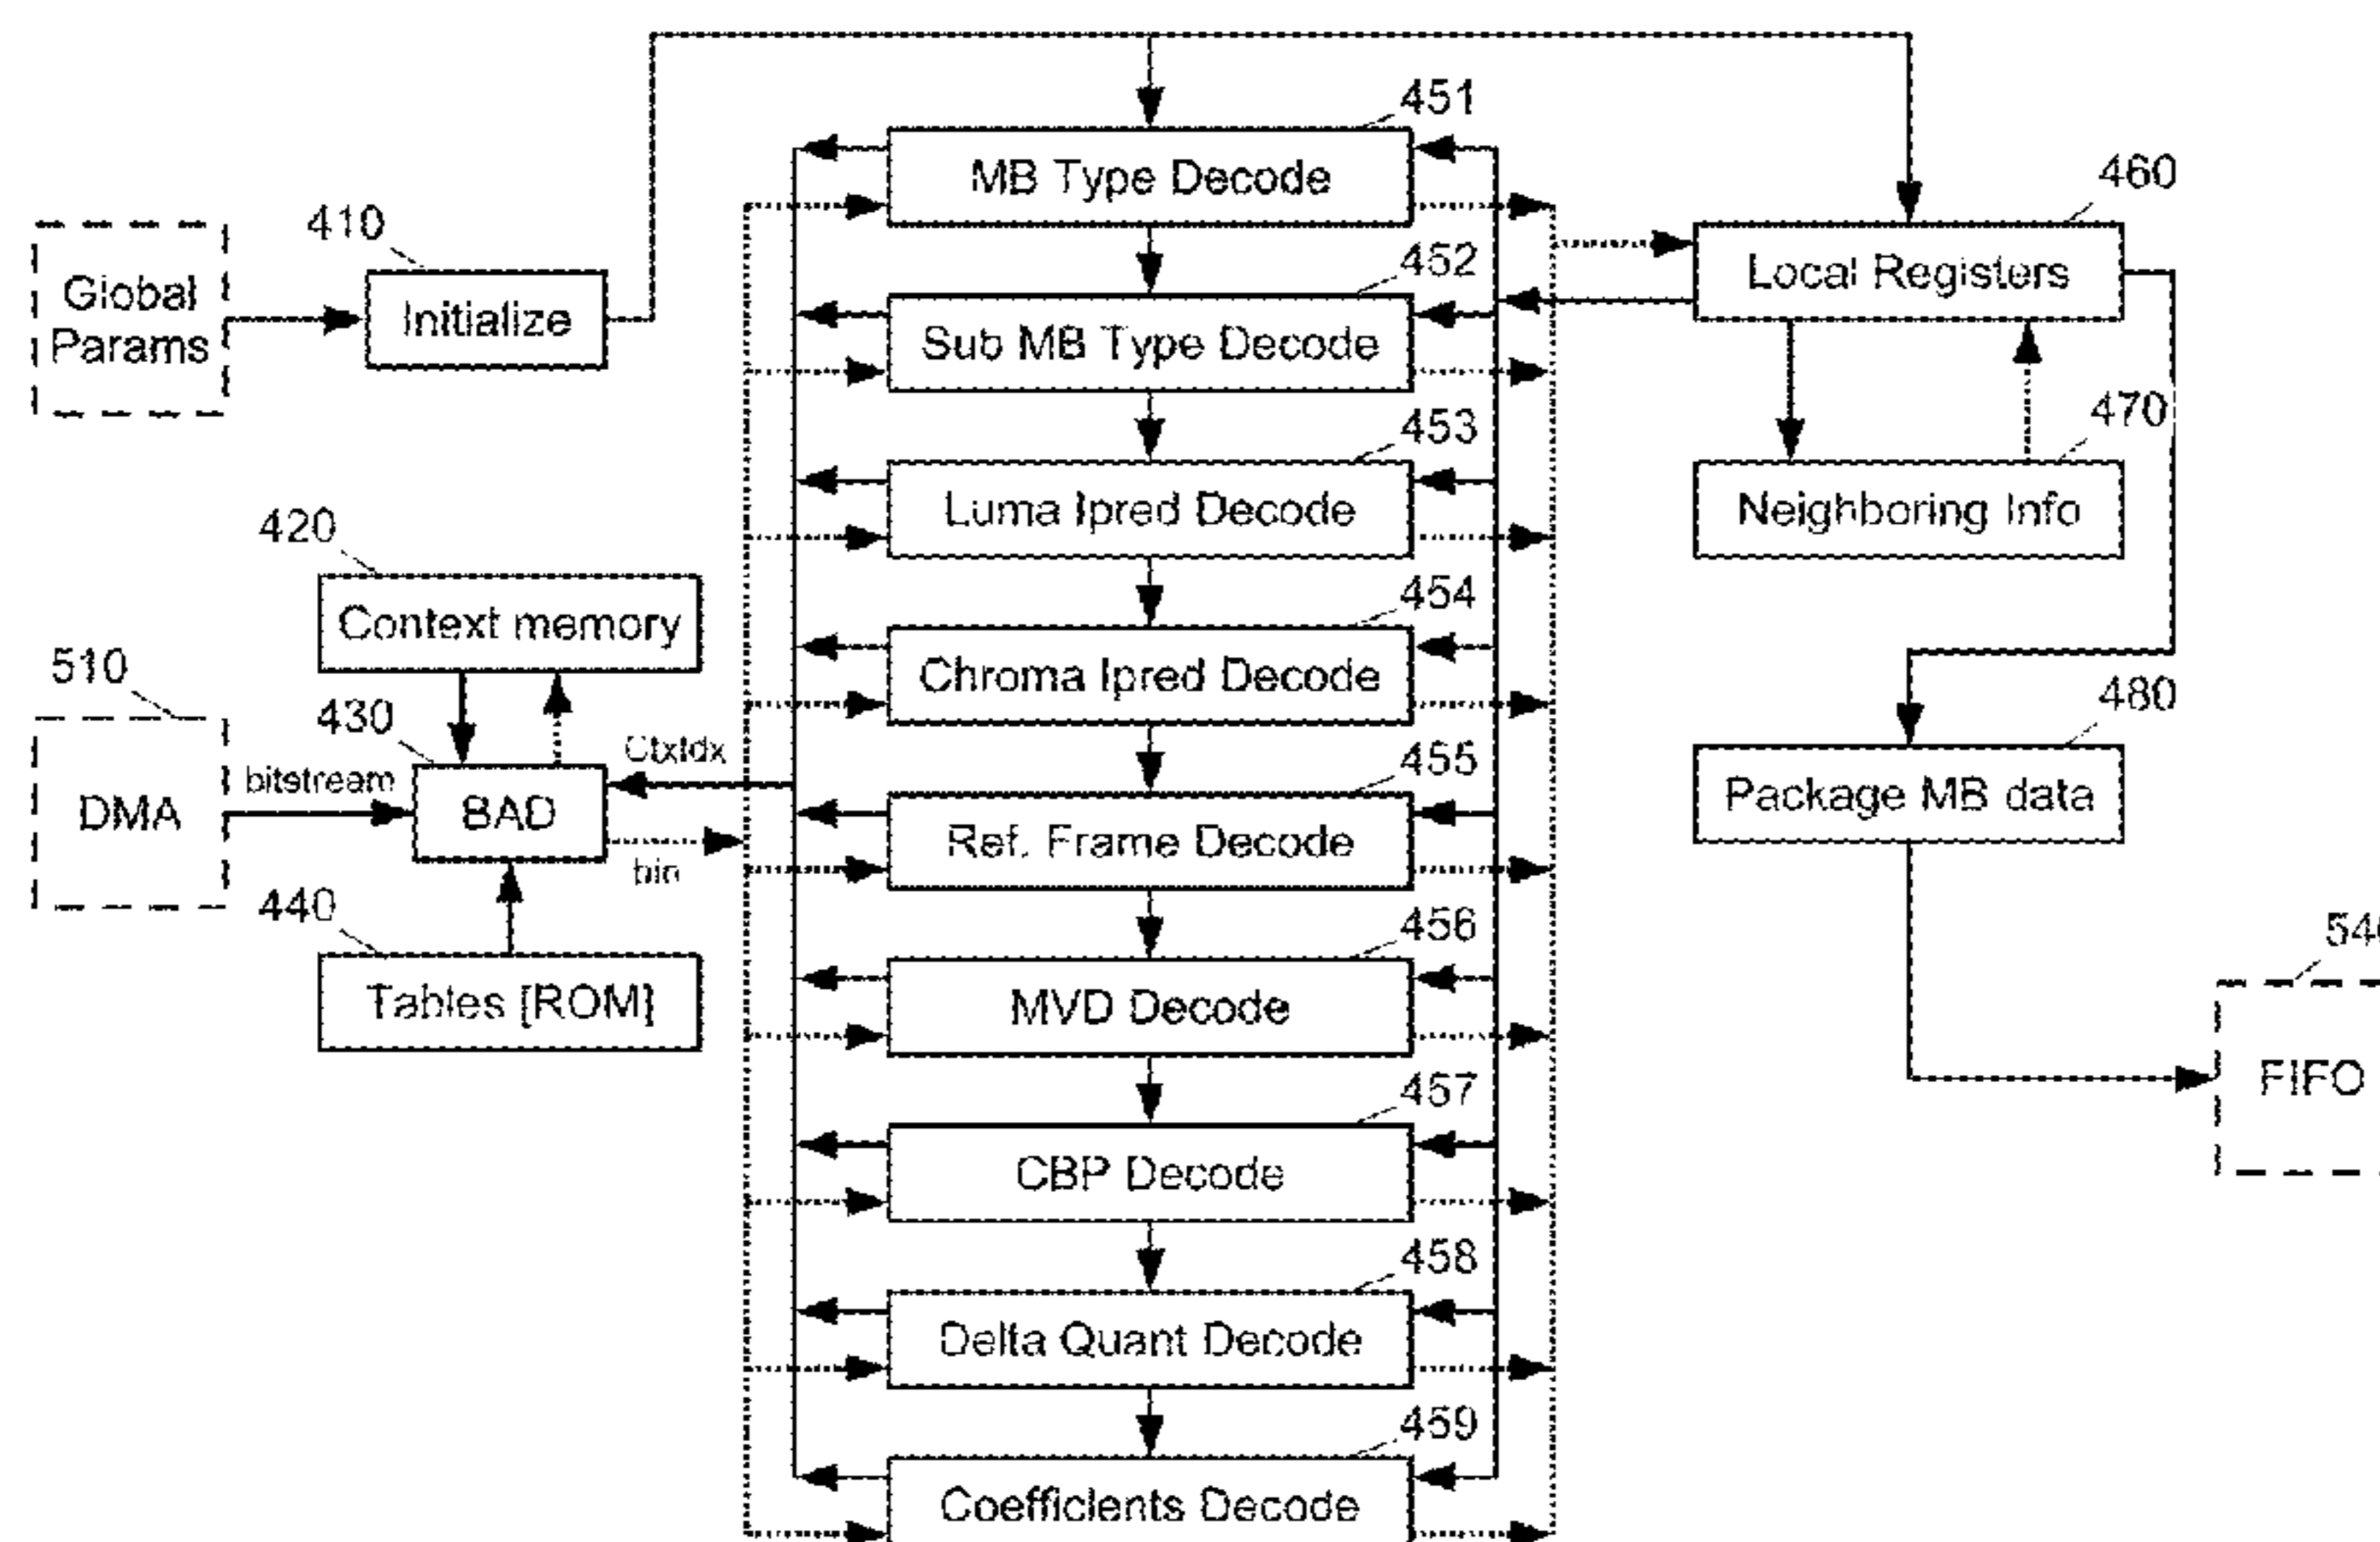 451
MB Type Decode
460
Local Registers
410
Global
Params
Initialize
452
Sub MB Type Decode
470
Neighboring Info
453
Luma Ipred Decode
420
Context memory
454
Chroma Ipred Decode
510
DMA
bitstream
430
BAD
CtxIdx
bin
480
Package MB data
455
Ref. Frame Decode
440
Tables [ROM]
456
MVD Decode
540
FIFO
457
CBP Decode
458
Delta Quant Decode
459
Coefficients Decode